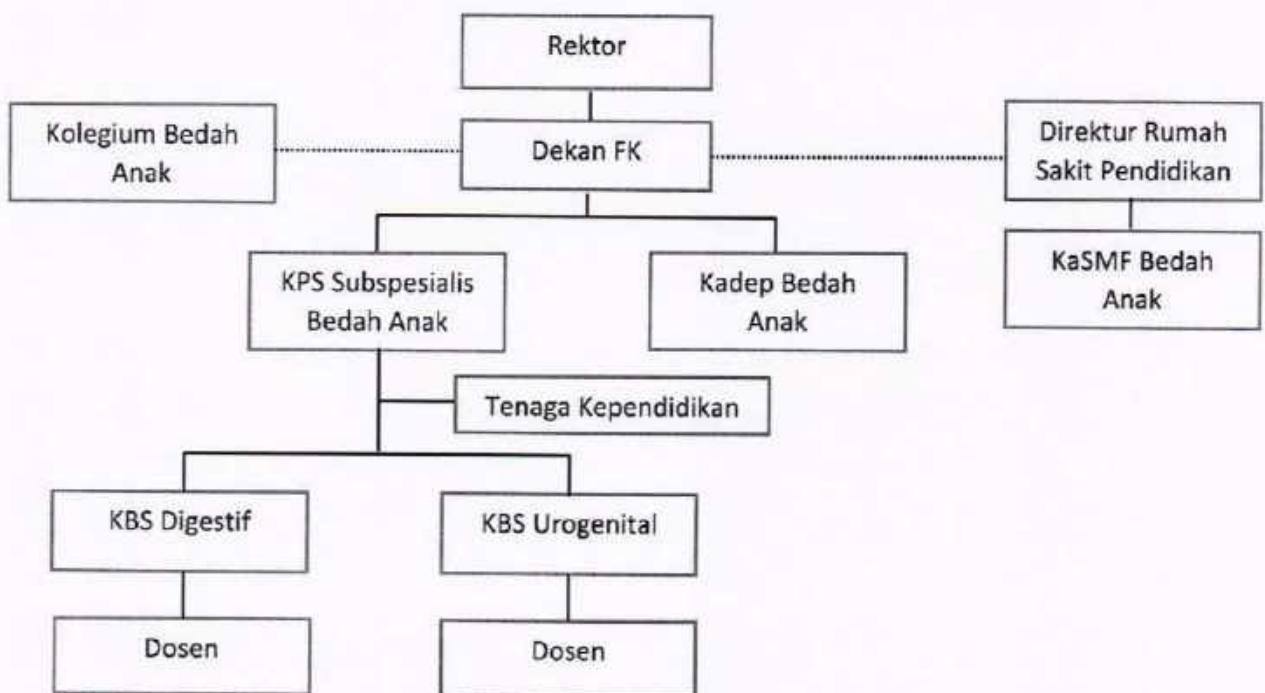 Rektor
Kolegium Bedah
Anak
Dekan FK
Direktur Rumah
Sakit Pendidikan
KPS Subspesialis
Bedah Anak
Kadep Bedah
Anak
KaSMF Bedah
Anak
Tenaga Kependidikan
KBS Digestif
KBS Urogenital
Dosen
Dosen